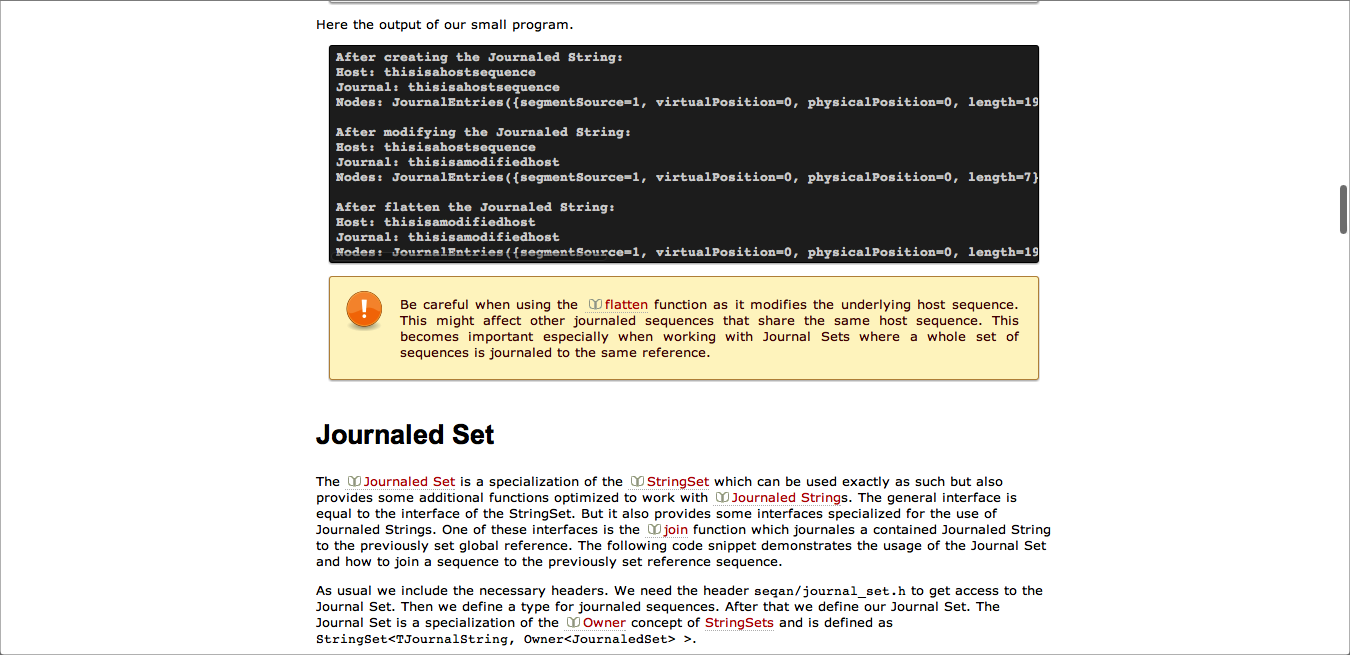 Here the output of our small program.
After creating the Journaled String:
Host: thisisahostsequence
Journal: thisisahostsequence
Nodes: JournalEntries({segmentSource=1, virtualPosition=0, physicalPosition=0, length=19
After modifying the Journaled String:
Host: thisisahostsequence
Journal: thisisamodifiedhost
Nodes: JournalEntries({segmentSource=1, virtualPosition=0, physicalPosition=0, length=7}
After flatten the Journaled String:
Host: thisisamodifiedhost
Journal: thisisamodifiedhost
Nodes: JournalEntries({segmentSource=1, virtualPosition=0, physicalPosition=0, length=19
Be careful when using the flatten function as it modifies the underlying host sequence.
This might affect other journaled sequences that share the same host sequence. This
becomes important especially when working with Journal Sets where a whole set of
sequences is journaled to the same reference.
Journaled Set
The Journaled Set is a specialization of the StringSet which can be used exactly as such but also
provides some additional functions optimized to work with Journaled Strings. The general interface is
equal to the interface of the StringSet. But it also provides some interfaces specialized for the use of
Journaled Strings. One of these interfaces is the join function which journales a contained Journaled String
to the previously set global reference. The following code snippet demonstrates the usage of the Journal Set
and how to join a sequence to the previously set reference sequence.
As usual we include the necessary headers. We need the header seqan/journal_set.h to get access to the
Journal Set. Then we define a type for journaled sequences. After that we define our Journal Set. The
Journal Set is a specialization of the Owner concept of StringSets and is defined as
StringSet<TJournalString, Owner<JournaledSet> >.